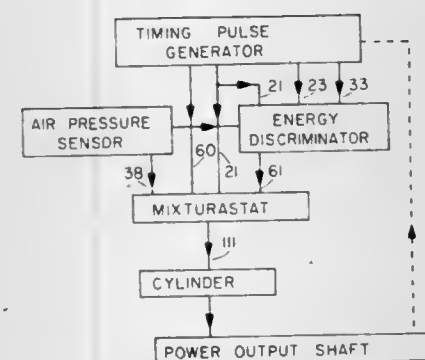 TIMING PULSE
GENERATOR
21
23
33
AIR PRESSURE
SENSOR
ENERGY
DISCRIMINATOR
38
60
21
61
MIXTURASTAT
111
CYLINDER
POWER OUTPUT SHAFT